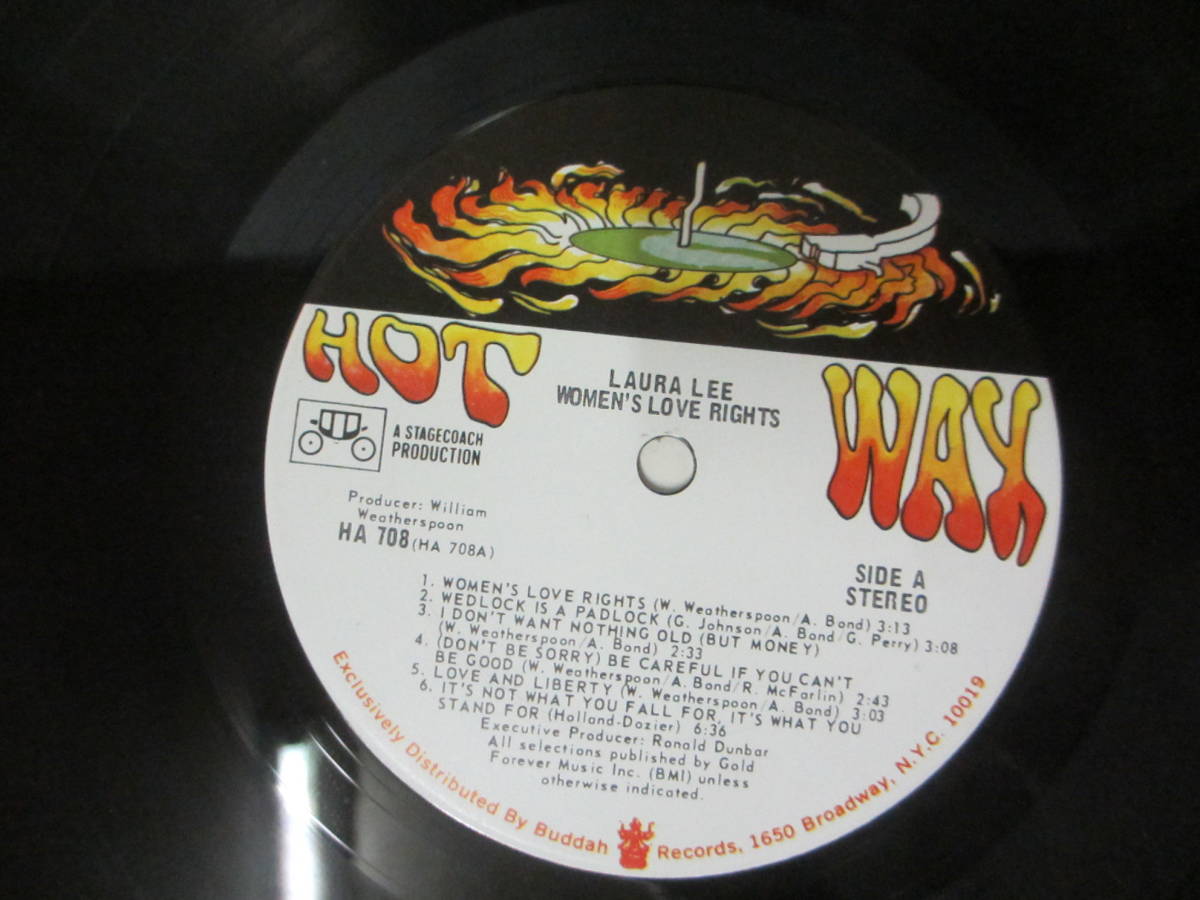 HOT WAX
LAURA LEE
WOMEN'S LOVE RIGHTS
A STAGECOACH
PRODUCTION
Producer: William
Weatherspoon
HA 708 (HA 708A)
SIDE A
STEREO
1. WOMEN'S LOVE RIGHTS (W. Weatherspoon/A. Bond) 3:13
2. WEDLOCK IS A PADLOCK (G. Johnson/A. Bond/G. Perry) 3:08
3. I DON'T WANT NOTHING OLD (BUT MONEY)
(W. Weatherspoon/A. Bond) 2:33
4. (DON'T BE SORRY) BE CAREFUL IF YOU CAN'T
BE GOOD (W. Weatherspoon/A. Bond/R. McFarlin) 2:43
5. LOVE AND LIBERTY (W. Weatherspoon/A. Bond) 3:03
6. IT'S NOT WHAT YOU FALL FOR, IT'S WHAT YOU
STAND FOR (Holland-Dozier) 6:36
Executive Producer: Ronald Dunbar
All selections published by Gold
Forever Music Inc. (BMI) unless
otherwise indicated.
Exclusively Distributed By Buddah Records, 1650 Broadway, N.Y.C. 10019